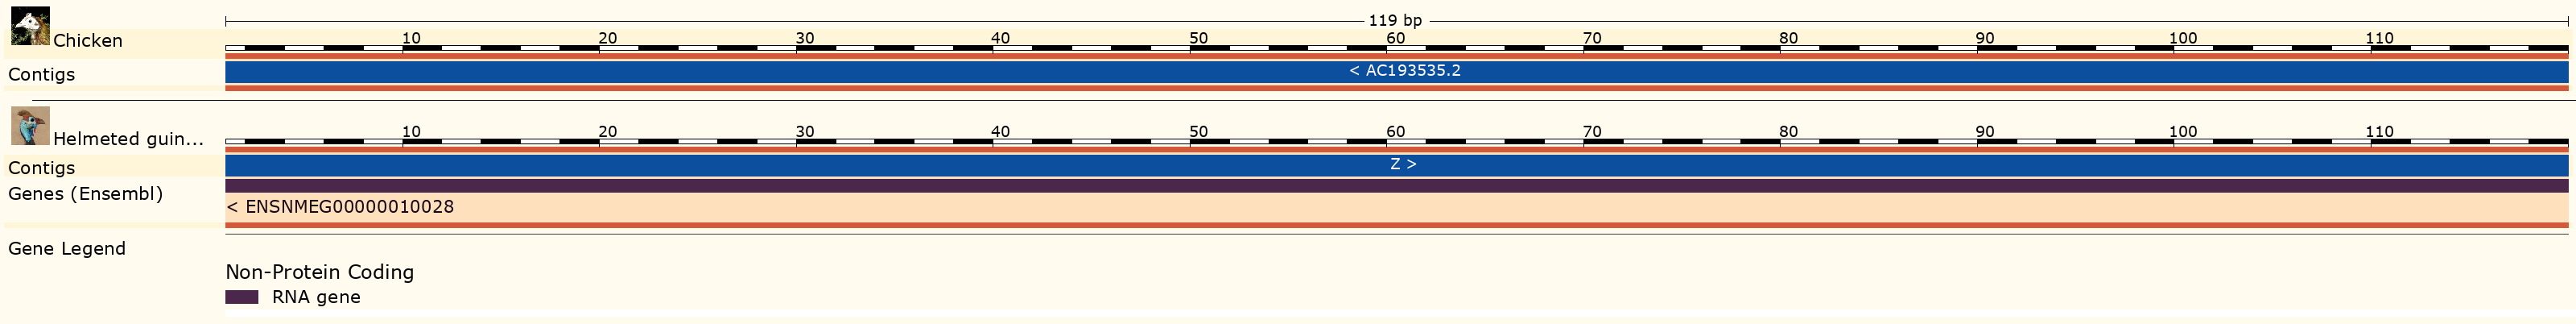 119 bp
Chicken
10 20 30 40 50 60 70 80 90 100 110
Contigs
< AC193535.2
Helmeted guin...
10 20 30 40 50 60 70 80 90 100 110
Contigs
Z >
Genes (Ensembl)
< ENSNMEG00000010028
Gene Legend
Non-Protein Coding
RNA gene